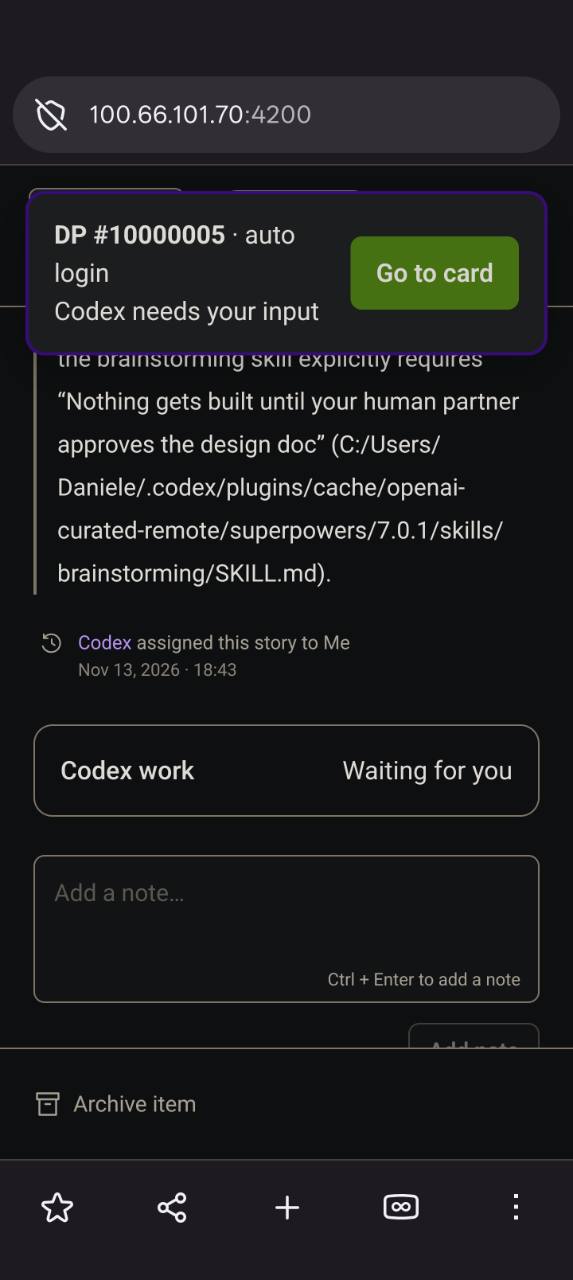 100.66.101.70:4200
DP #10000005 · auto
login
Codex needs your input
Go to card
the brainstorming skill explicitly requires
“Nothing gets built until your human partner
approves the design doc” (C:/Users/
Daniele/.codex/plugins/cache/openai-
curated-remote/superpowers/7.0.1/skills/
brainstorming/SKILL.md).
Codex assigned this story to Me
Nov 13, 2026 · 18:43
Codex work
Waiting for you
Add a note…
Ctrl + Enter to add a note
Add note
Archive item